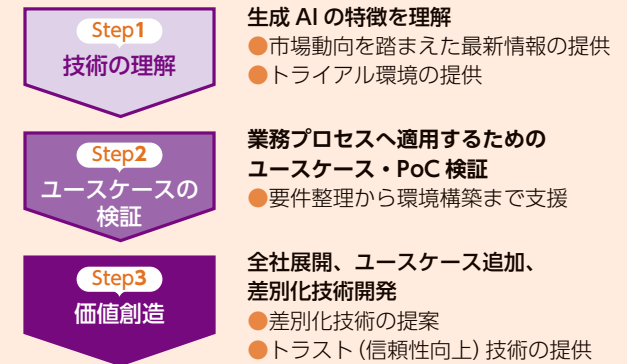 Step1
技術の理解
生成 AI の特徴を理解
●市場動向を踏まえた最新情報の提供
●トライアル環境の提供
Step2
ユースケースの
検証
業務プロセスへ適用するための
ユースケース・PoC 検証
●要件整理から環境構築まで支援
Step3
価値創造
全社展開、ユースケース追加、
差別化技術開発
●差別化技術の提案
●トラスト (信頼性向上) 技術の提供